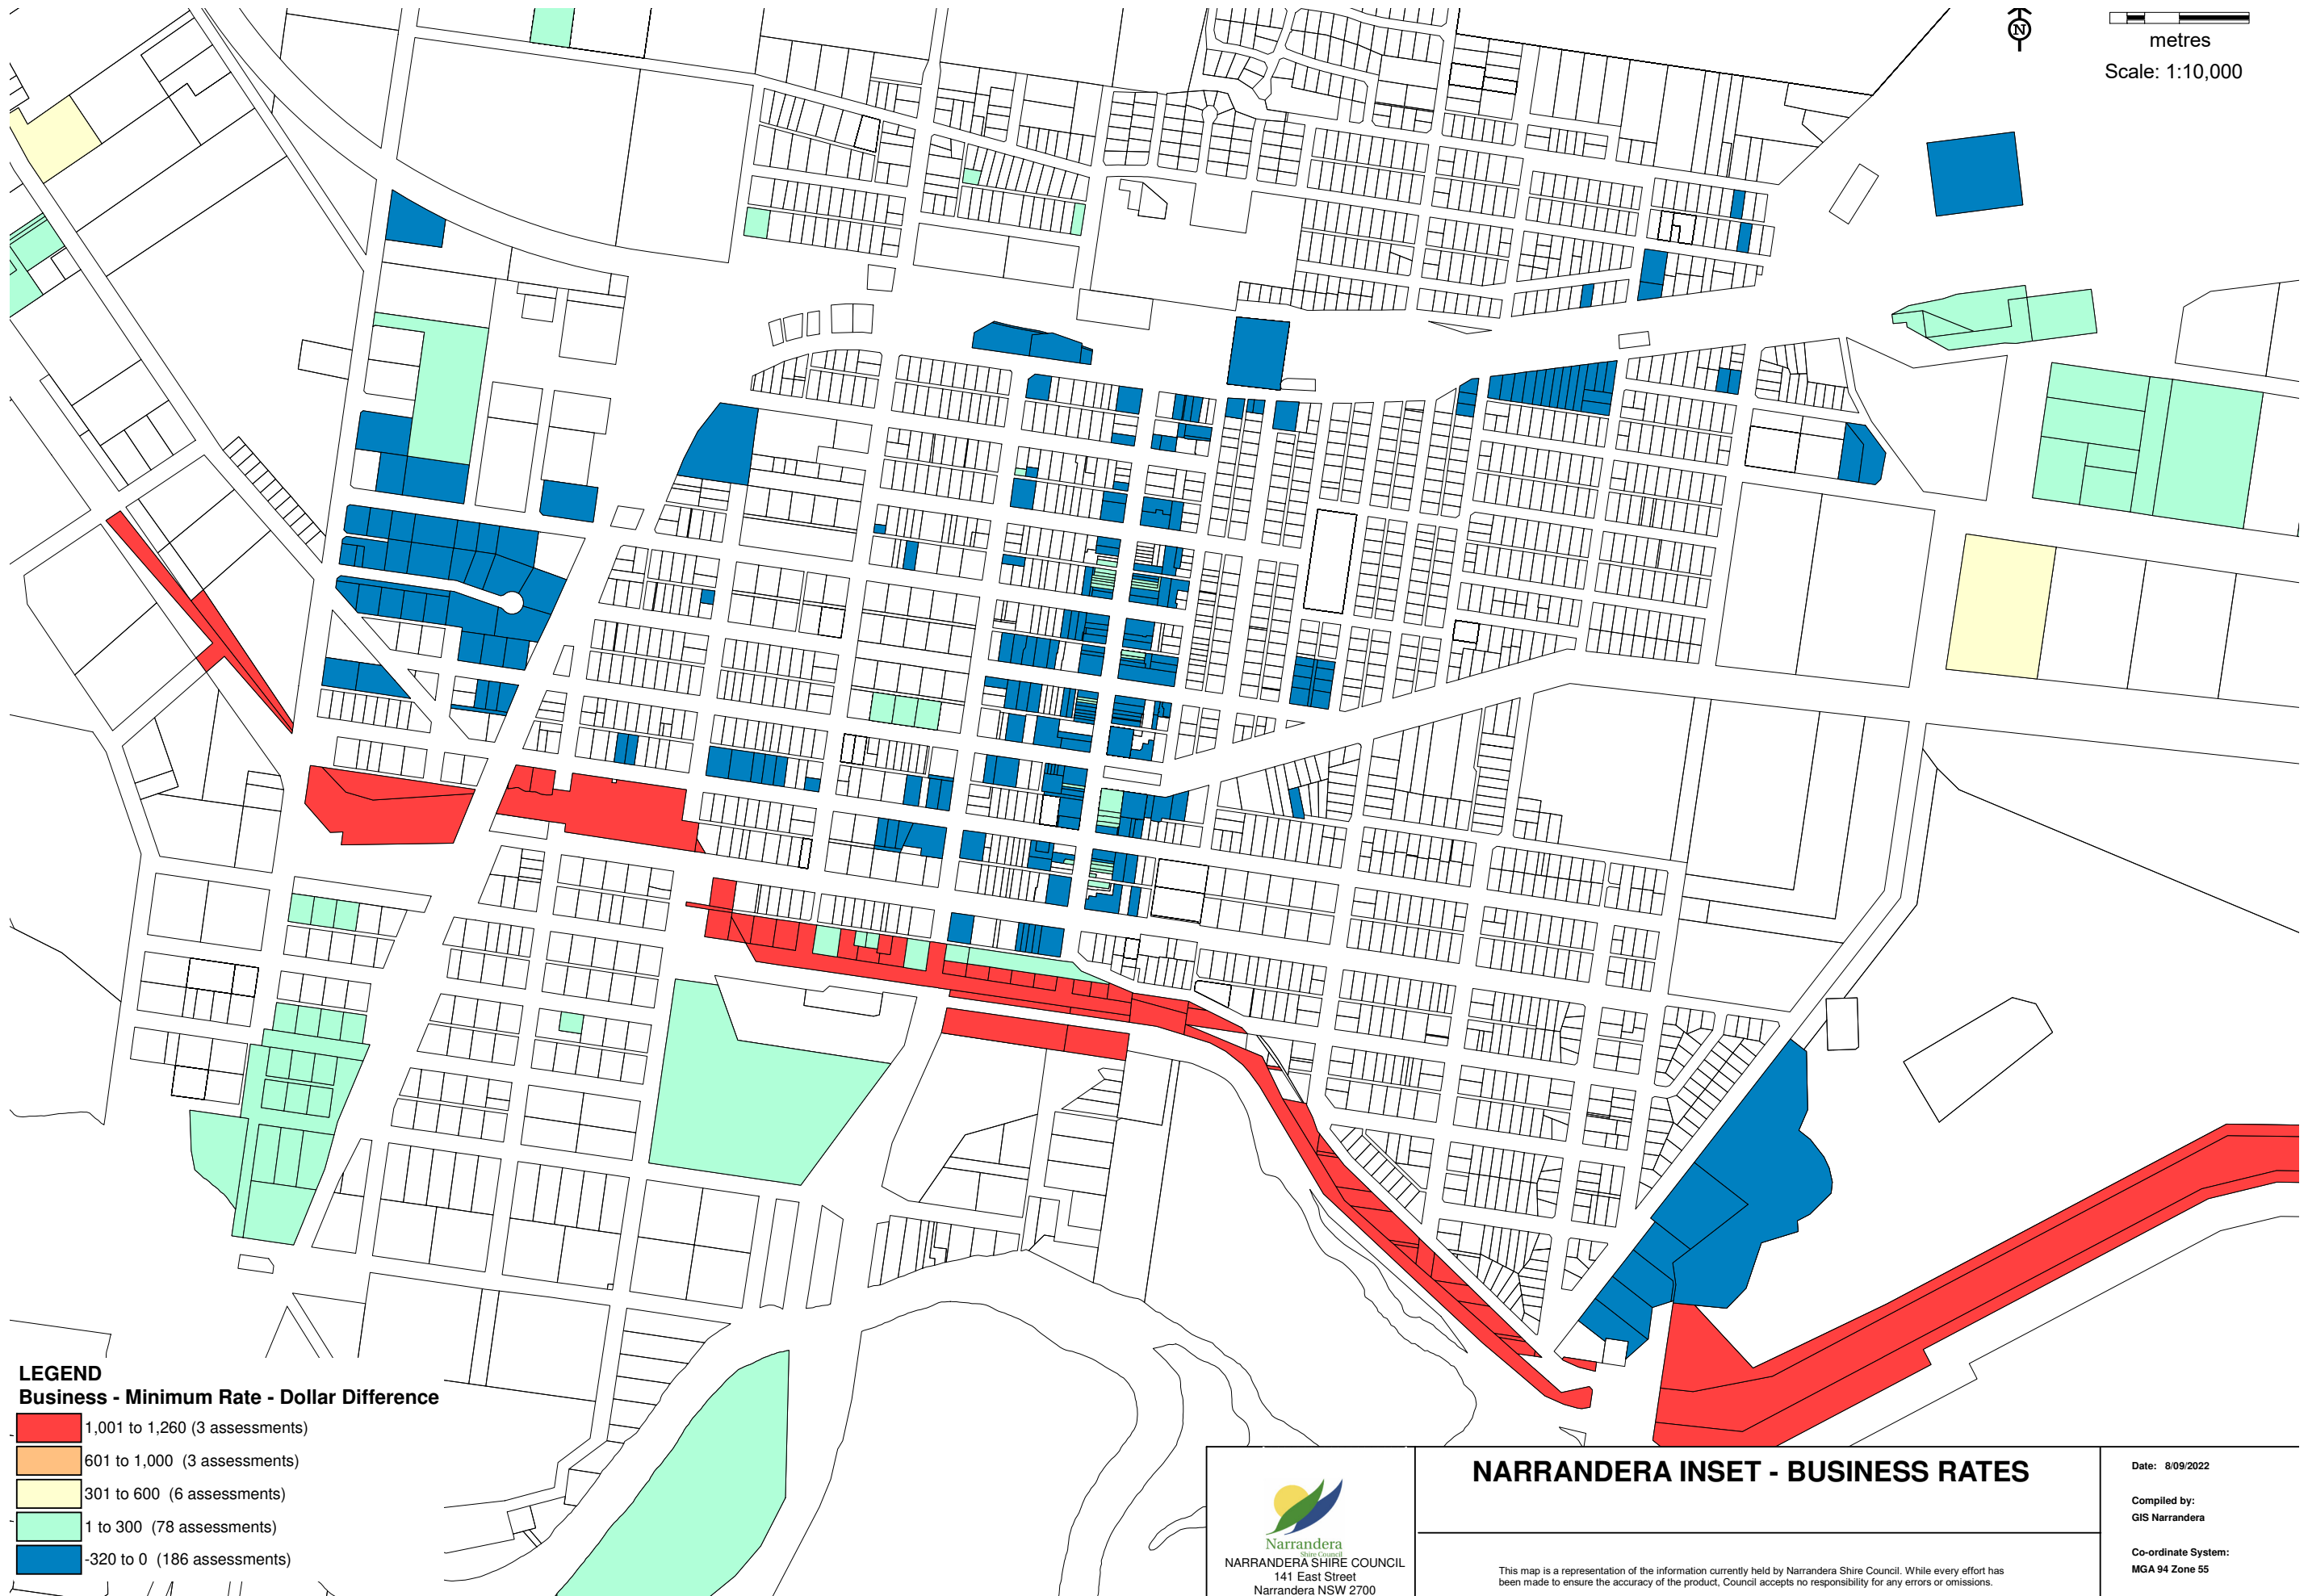 N
metres
Scale: 1:10,000
LEGEND
Business - Minimum Rate - Dollar Difference
1,001 to 1,260 (3 assessments)
601 to 1,000 (3 assessments)
301 to 600 (6 assessments)
1 to 300 (78 assessments)
-320 to 0 (186 assessments)
Narrandera
Shire Council
NARRANDERA SHIRE COUNCIL
141 East Street
Narrandera NSW 2700
NARRANDERA INSET - BUSINESS RATES
This map is a representation of the information currently held by Narrandera Shire Council. While every effort has
been made to ensure the accuracy of the product, Council accepts no responsibility for any errors or omissions.
Date: 8/09/2022
Compiled by:
GIS Narrandera
Co-ordinate System:
MGA 94 Zone 55